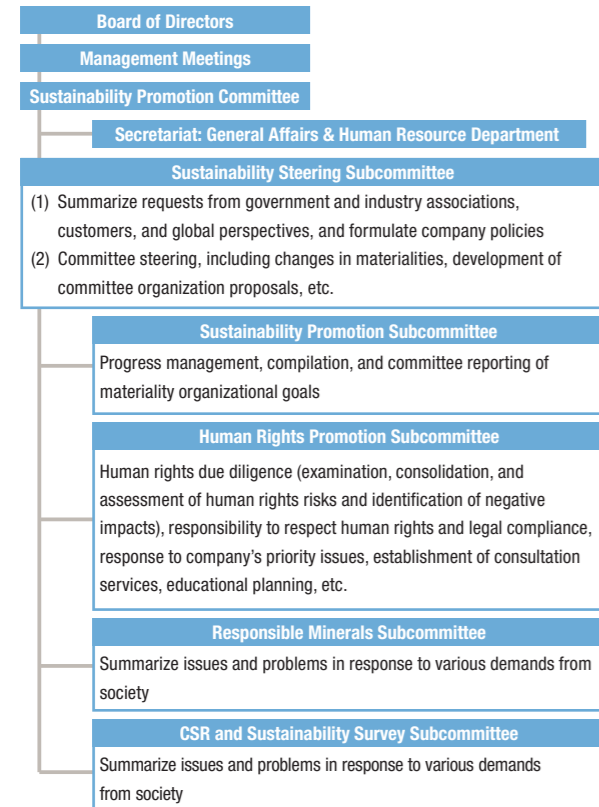 Board of Directors
Management Meetings
Sustainability Promotion Committee
Secretariat: General Affairs & Human Resource Department
Sustainability Steering Subcommittee
(1) Summarize requests from government and industry associations,
customers, and global perspectives, and formulate company policies
(2) Committee steering, including changes in materialities, development of
committee organization proposals, etc.
Sustainability Promotion Subcommittee
Progress management, compilation, and committee reporting of
materiality organizational goals
Human Rights Promotion Subcommittee
Human rights due diligence (examination, consolidation, and
assessment of human rights risks and identification of negative
impacts), responsibility to respect human rights and legal compliance,
response to company’s priority issues, establishment of consultation
services, educational planning, etc.
Responsible Minerals Subcommittee
Summarize issues and problems in response to various demands from
society
CSR and Sustainability Survey Subcommittee
Summarize issues and problems in response to various demands
from society